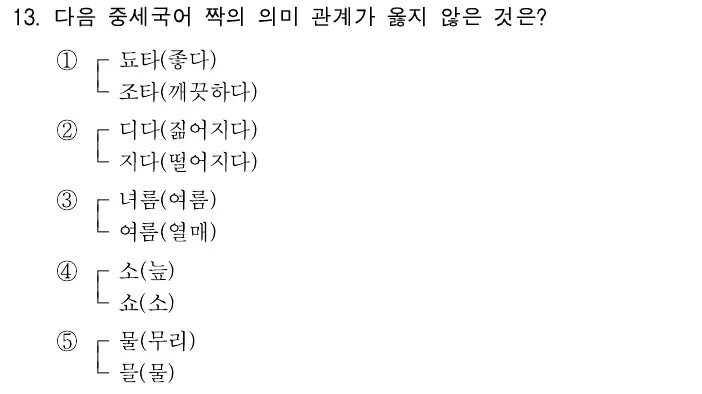 13. 다음 중세국어 짝의 의미 관계가 옳지 않은 것은?
① 됴타(좋다)
조타(깨끗하다)
② 디다(짊어지다)
지다(떨어지다)
③ 녀름(여름)
여름(열매)
④ 소(늪)
쇼(소)
⑤ 물(무리)
믈(물)